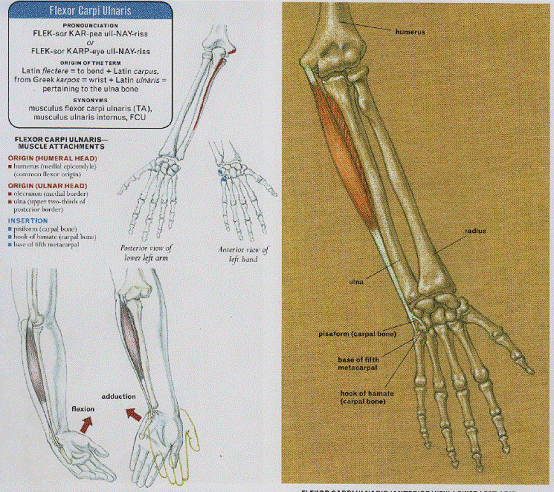 Flexor Carpi Ulnaris
PRONOUNCIATION
FLEK-sor KAR-pea ull-NAY-riss
or
FLEK-sor KARP-eye ull-NAY-riss
ORIGIN OF THE TERM
Latin flectere = to bend + Latin carpus,
from Greek karpos = wrist + Latin ulnaris =
pertaining to the ulna bone
SYNONYMS
musculus flexor carpi ulnaris (TA),
musculus ulnaris internus, FCU
FLEXOR CARPI ULNARIS—
MUSCLE ATTACHMENTS
ORIGIN (HUMERAL HEAD)
humerus (medial epicondyle)
(common flexor origin)
ORIGIN (ULNAR HEAD)
olecranon (medial border)
ulna (upper two-thirds of
posterior border)
INSERTION
pisiform (carpal bone)
hook of hamate (carpal bone)
base of fifth metacarpal
Posterior view of
lower left arm
Anterior view of
left hand
flexion
adduction
humerus
radius
ulna
pisaform (carpal bone)
base of fifth
metacarpal
hook of hamate
(carpal bone)